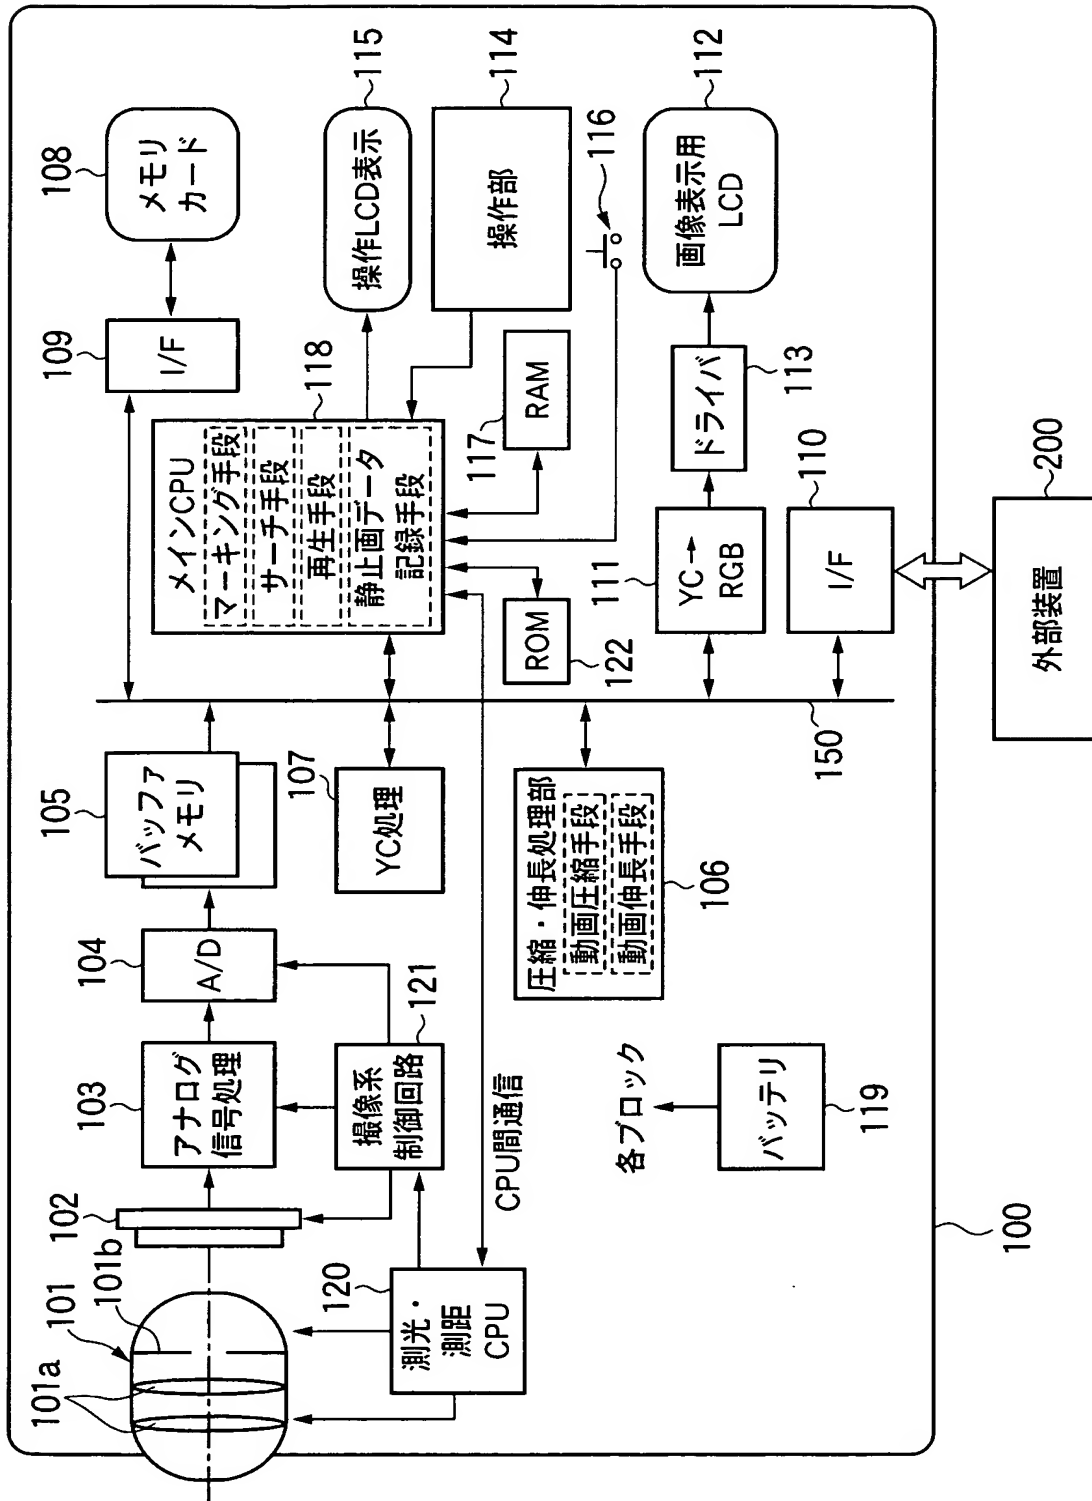 101
101a
101b
102
103
アナログ
信号処理
104
A/D
105
バッファ
メモリ
109
I/F
108
メモリ
カード
118
メインCPU
マーキング手段
サーチ手段
再生手段
静止画データ
記録手段
115
操作LCD表示
114
操作部
116
120
測光・
測距
CPU
121
撮像系
制御回路
107
YC処理
CPU間通信
ROM
122
117
RAM
圧縮・伸長処理部
動画圧縮手段
動画伸長手段
106
111
YC→
RGB
ドライバ
113
画像表示用
LCD
112
各ブロック
バッテリ
119
150
110
I/F
100
200
外部装置